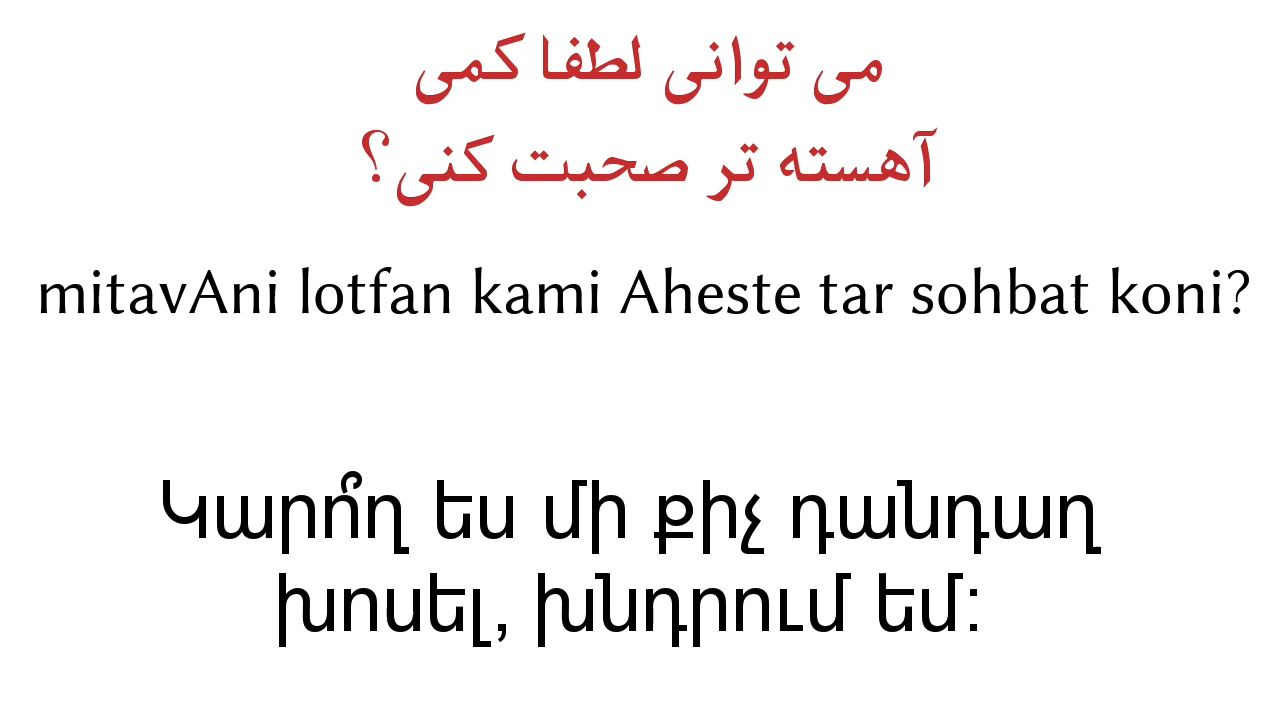 می توانی لطفا کمی
آهسته تر صحبت کنی؟
mitavAni lotfan kami Aheste tar sohbat koni?
Կարո՞ղ ես մի քիչ դանդաղ
խոսել, խնդրում եմ: